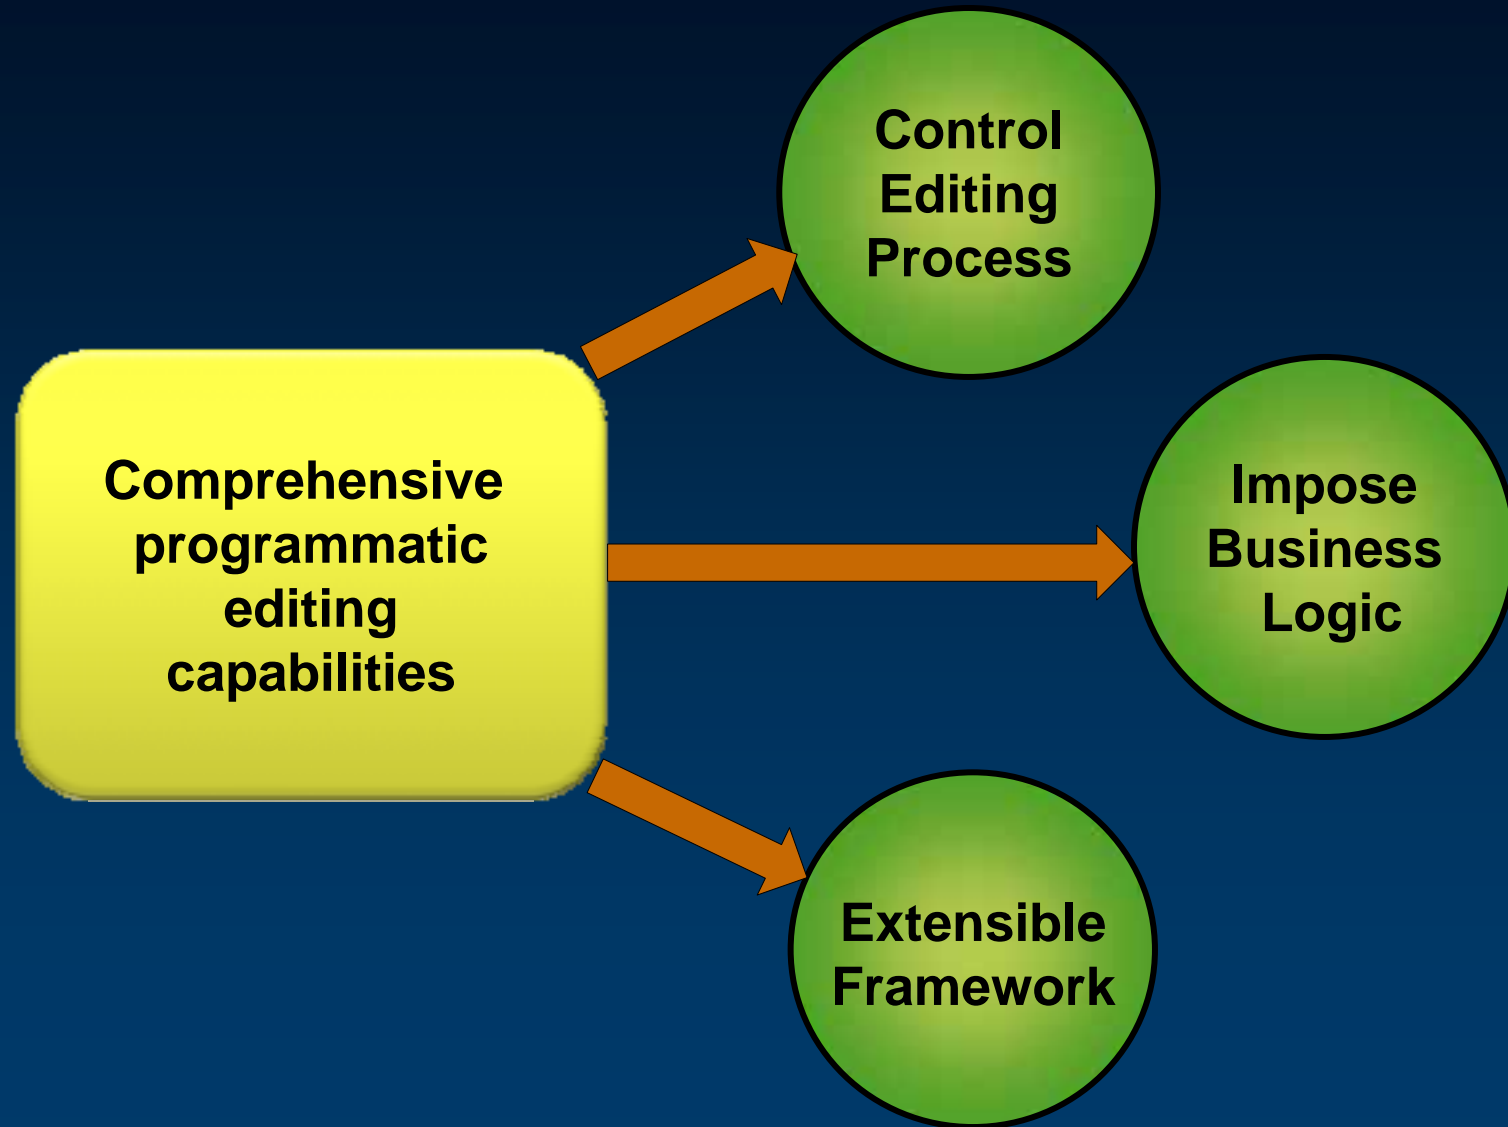 Control
Editing
Process
Comprehensive
programmatic
editing
capabilities
Impose
Business
Logic
Extensible
Framework